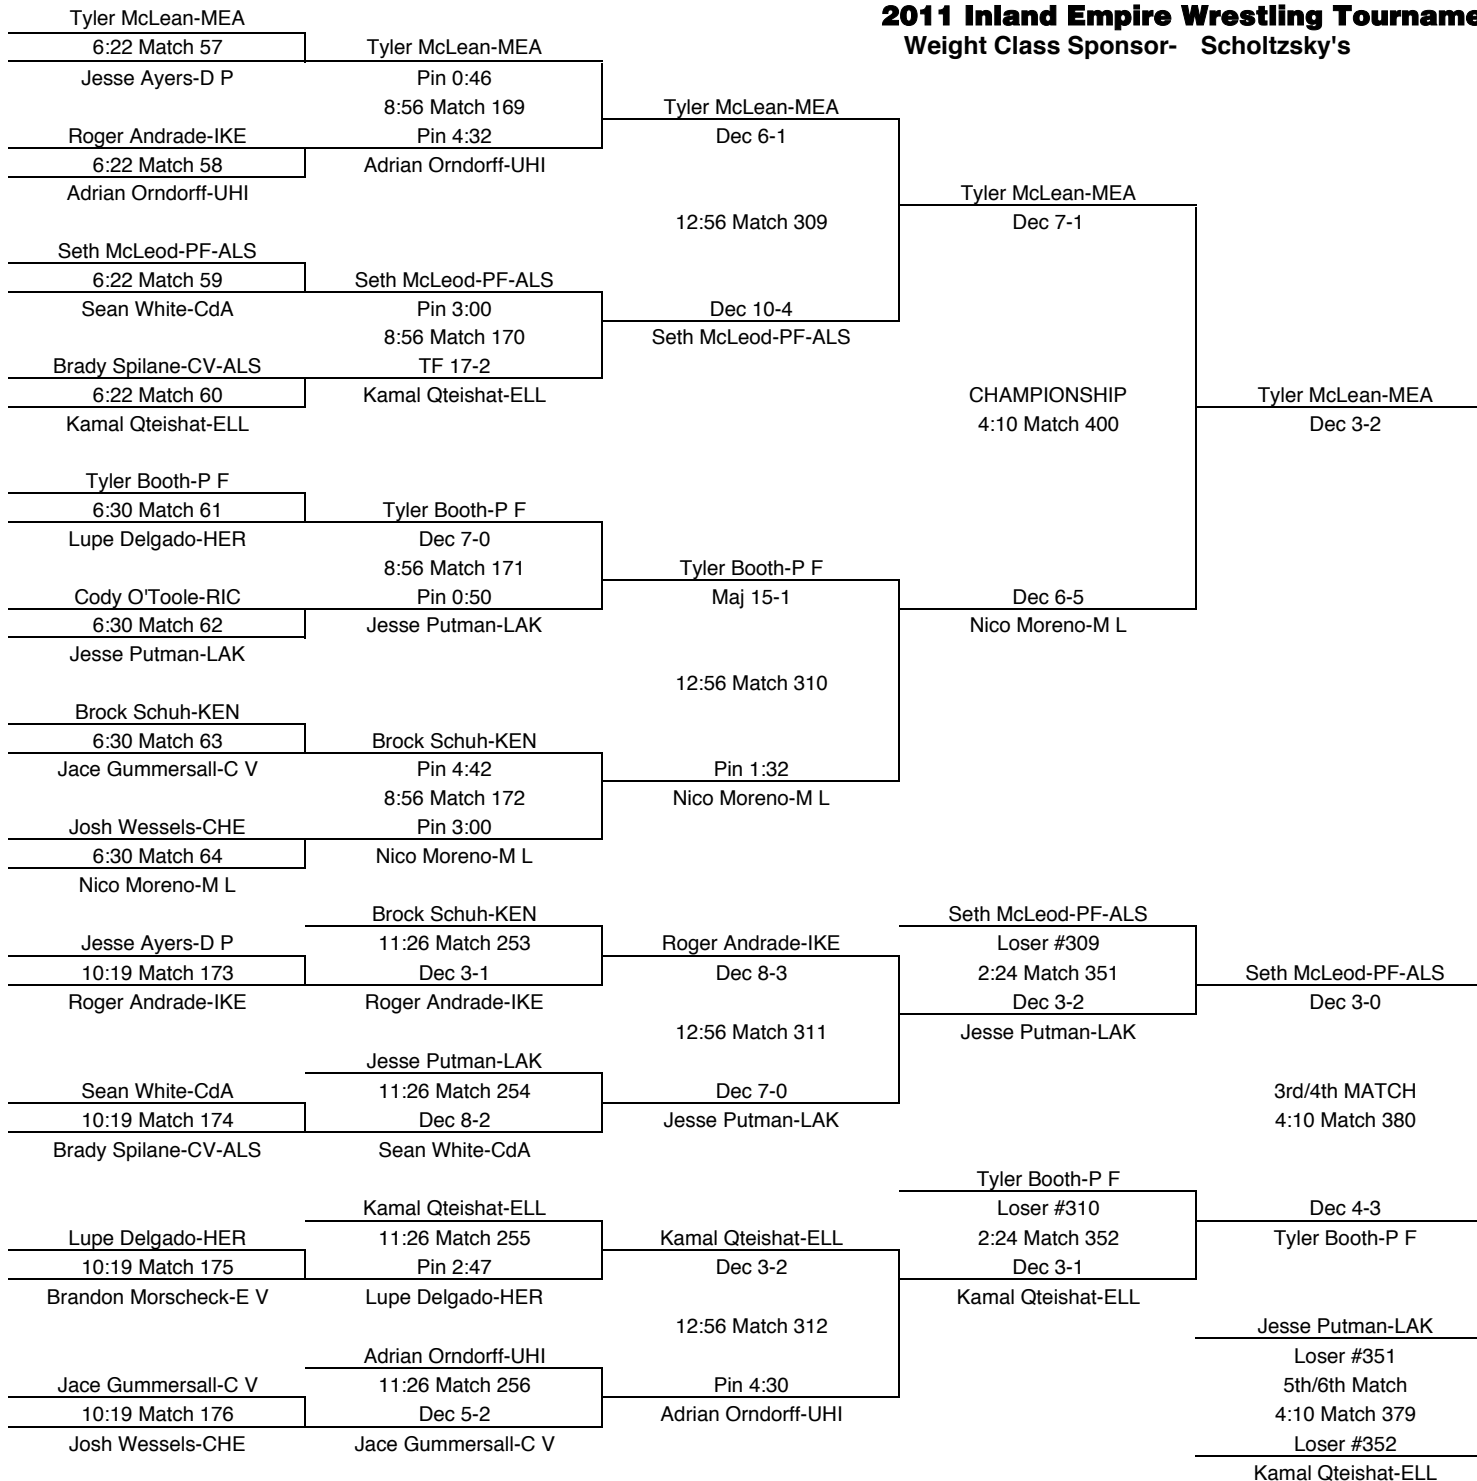 2011 Inland Empire Wrestling Tourname
Weight Class Sponsor- Scholtzsky's
Tyler McLean-MEA
6:22 Match 57
Jesse Ayers-D P
Roger Andrade-IKE
6:22 Match 58
Adrian Orndorff-UHI
Seth McLeod-PF-ALS
6:22 Match 59
Sean White-CdA
Brady Spilane-CV-ALS
6:22 Match 60
Kamal Qteishat-ELL
Tyler Booth-P F
6:30 Match 61
Lupe Delgado-HER
Cody O'Toole-RIC
6:30 Match 62
Jesse Putman-LAK
Brock Schuh-KEN
6:30 Match 63
Jace Gummersall-C V
Josh Wessels-CHE
6:30 Match 64
Nico Moreno-M L
Tyler McLean-MEA
Pin 0:46
8:56 Match 169
Pin 4:32
Adrian Orndorff-UHI
Seth McLeod-PF-ALS
Pin 3:00
8:56 Match 170
TF 17-2
Kamal Qteishat-ELL
Tyler Booth-P F
Dec 7-0
8:56 Match 171
Pin 0:50
Jesse Putman-LAK
Brock Schuh-KEN
Pin 4:42
8:56 Match 172
Pin 3:00
Nico Moreno-M L
Tyler McLean-MEA
Dec 6-1
12:56 Match 309
Dec 10-4
Seth McLeod-PF-ALS
Tyler Booth-P F
Maj 15-1
12:56 Match 310
Pin 1:32
Nico Moreno-M L
Tyler McLean-MEA
Dec 7-1
CHAMPIONSHIP
4:10 Match 400
Dec 6-5
Nico Moreno-M L
Tyler McLean-MEA
Dec 3-2
Jesse Ayers-D P
10:19 Match 173
Roger Andrade-IKE
Sean White-CdA
10:19 Match 174
Brady Spilane-CV-ALS
Lupe Delgado-HER
10:19 Match 175
Brandon Morscheck-E V
Jace Gummersall-C V
10:19 Match 176
Josh Wessels-CHE
Brock Schuh-KEN
11:26 Match 253
Dec 3-1
Roger Andrade-IKE
Jesse Putman-LAK
11:26 Match 254
Dec 8-2
Sean White-CdA
Kamal Qteishat-ELL
11:26 Match 255
Pin 2:47
Lupe Delgado-HER
Adrian Orndorff-UHI
11:26 Match 256
Dec 5-2
Jace Gummersall-C V
Roger Andrade-IKE
Dec 8-3
12:56 Match 311
Dec 7-0
Jesse Putman-LAK
Kamal Qteishat-ELL
Dec 3-2
12:56 Match 312
Pin 4:30
Adrian Orndorff-UHI
Seth McLeod-PF-ALS
Loser #309
2:24 Match 351
Dec 3-2
Jesse Putman-LAK
Tyler Booth-P F
Loser #310
2:24 Match 352
Dec 3-1
Kamal Qteishat-ELL
Seth McLeod-PF-ALS
Dec 3-0
3rd/4th MATCH
4:10 Match 380
Dec 4-3
Tyler Booth-P F
Jesse Putman-LAK
Loser #351
5th/6th Match
4:10 Match 379
Loser #352
Kamal Qteishat-ELL